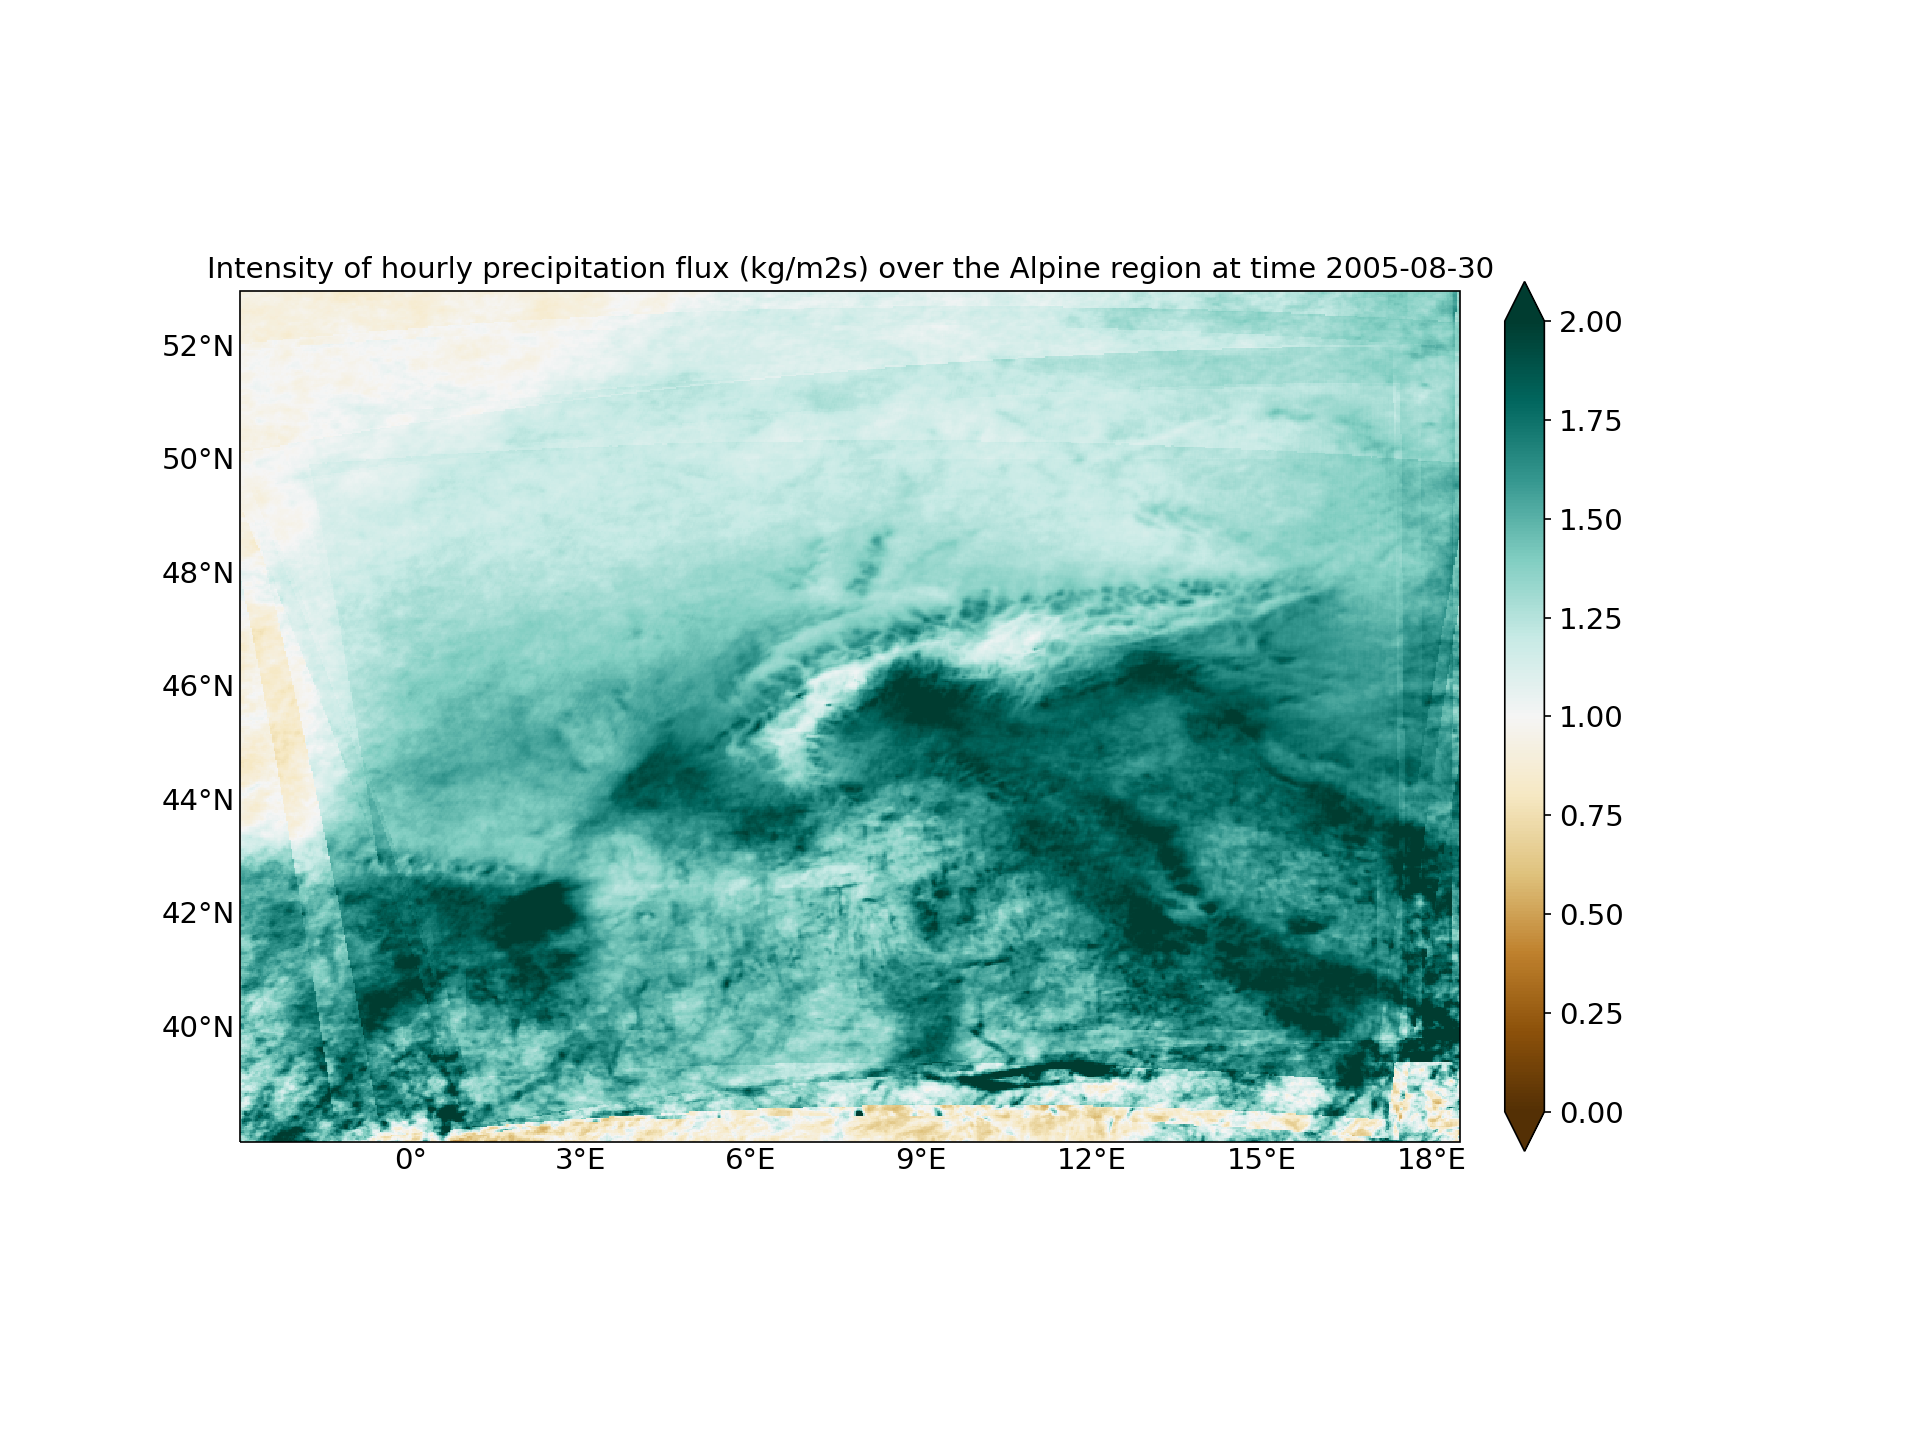 Intensity of hourly precipitation flux (kg/m2s) over the Alpine region at time 2005-08-30
52°N
50°N
48°N
46°N
44°N
42°N
40°N
0°
3°E
6°E
9°E
12°E
15°E
18°E
2.00
1.75
1.50
1.25
1.00
0.75
0.50
0.25
0.00